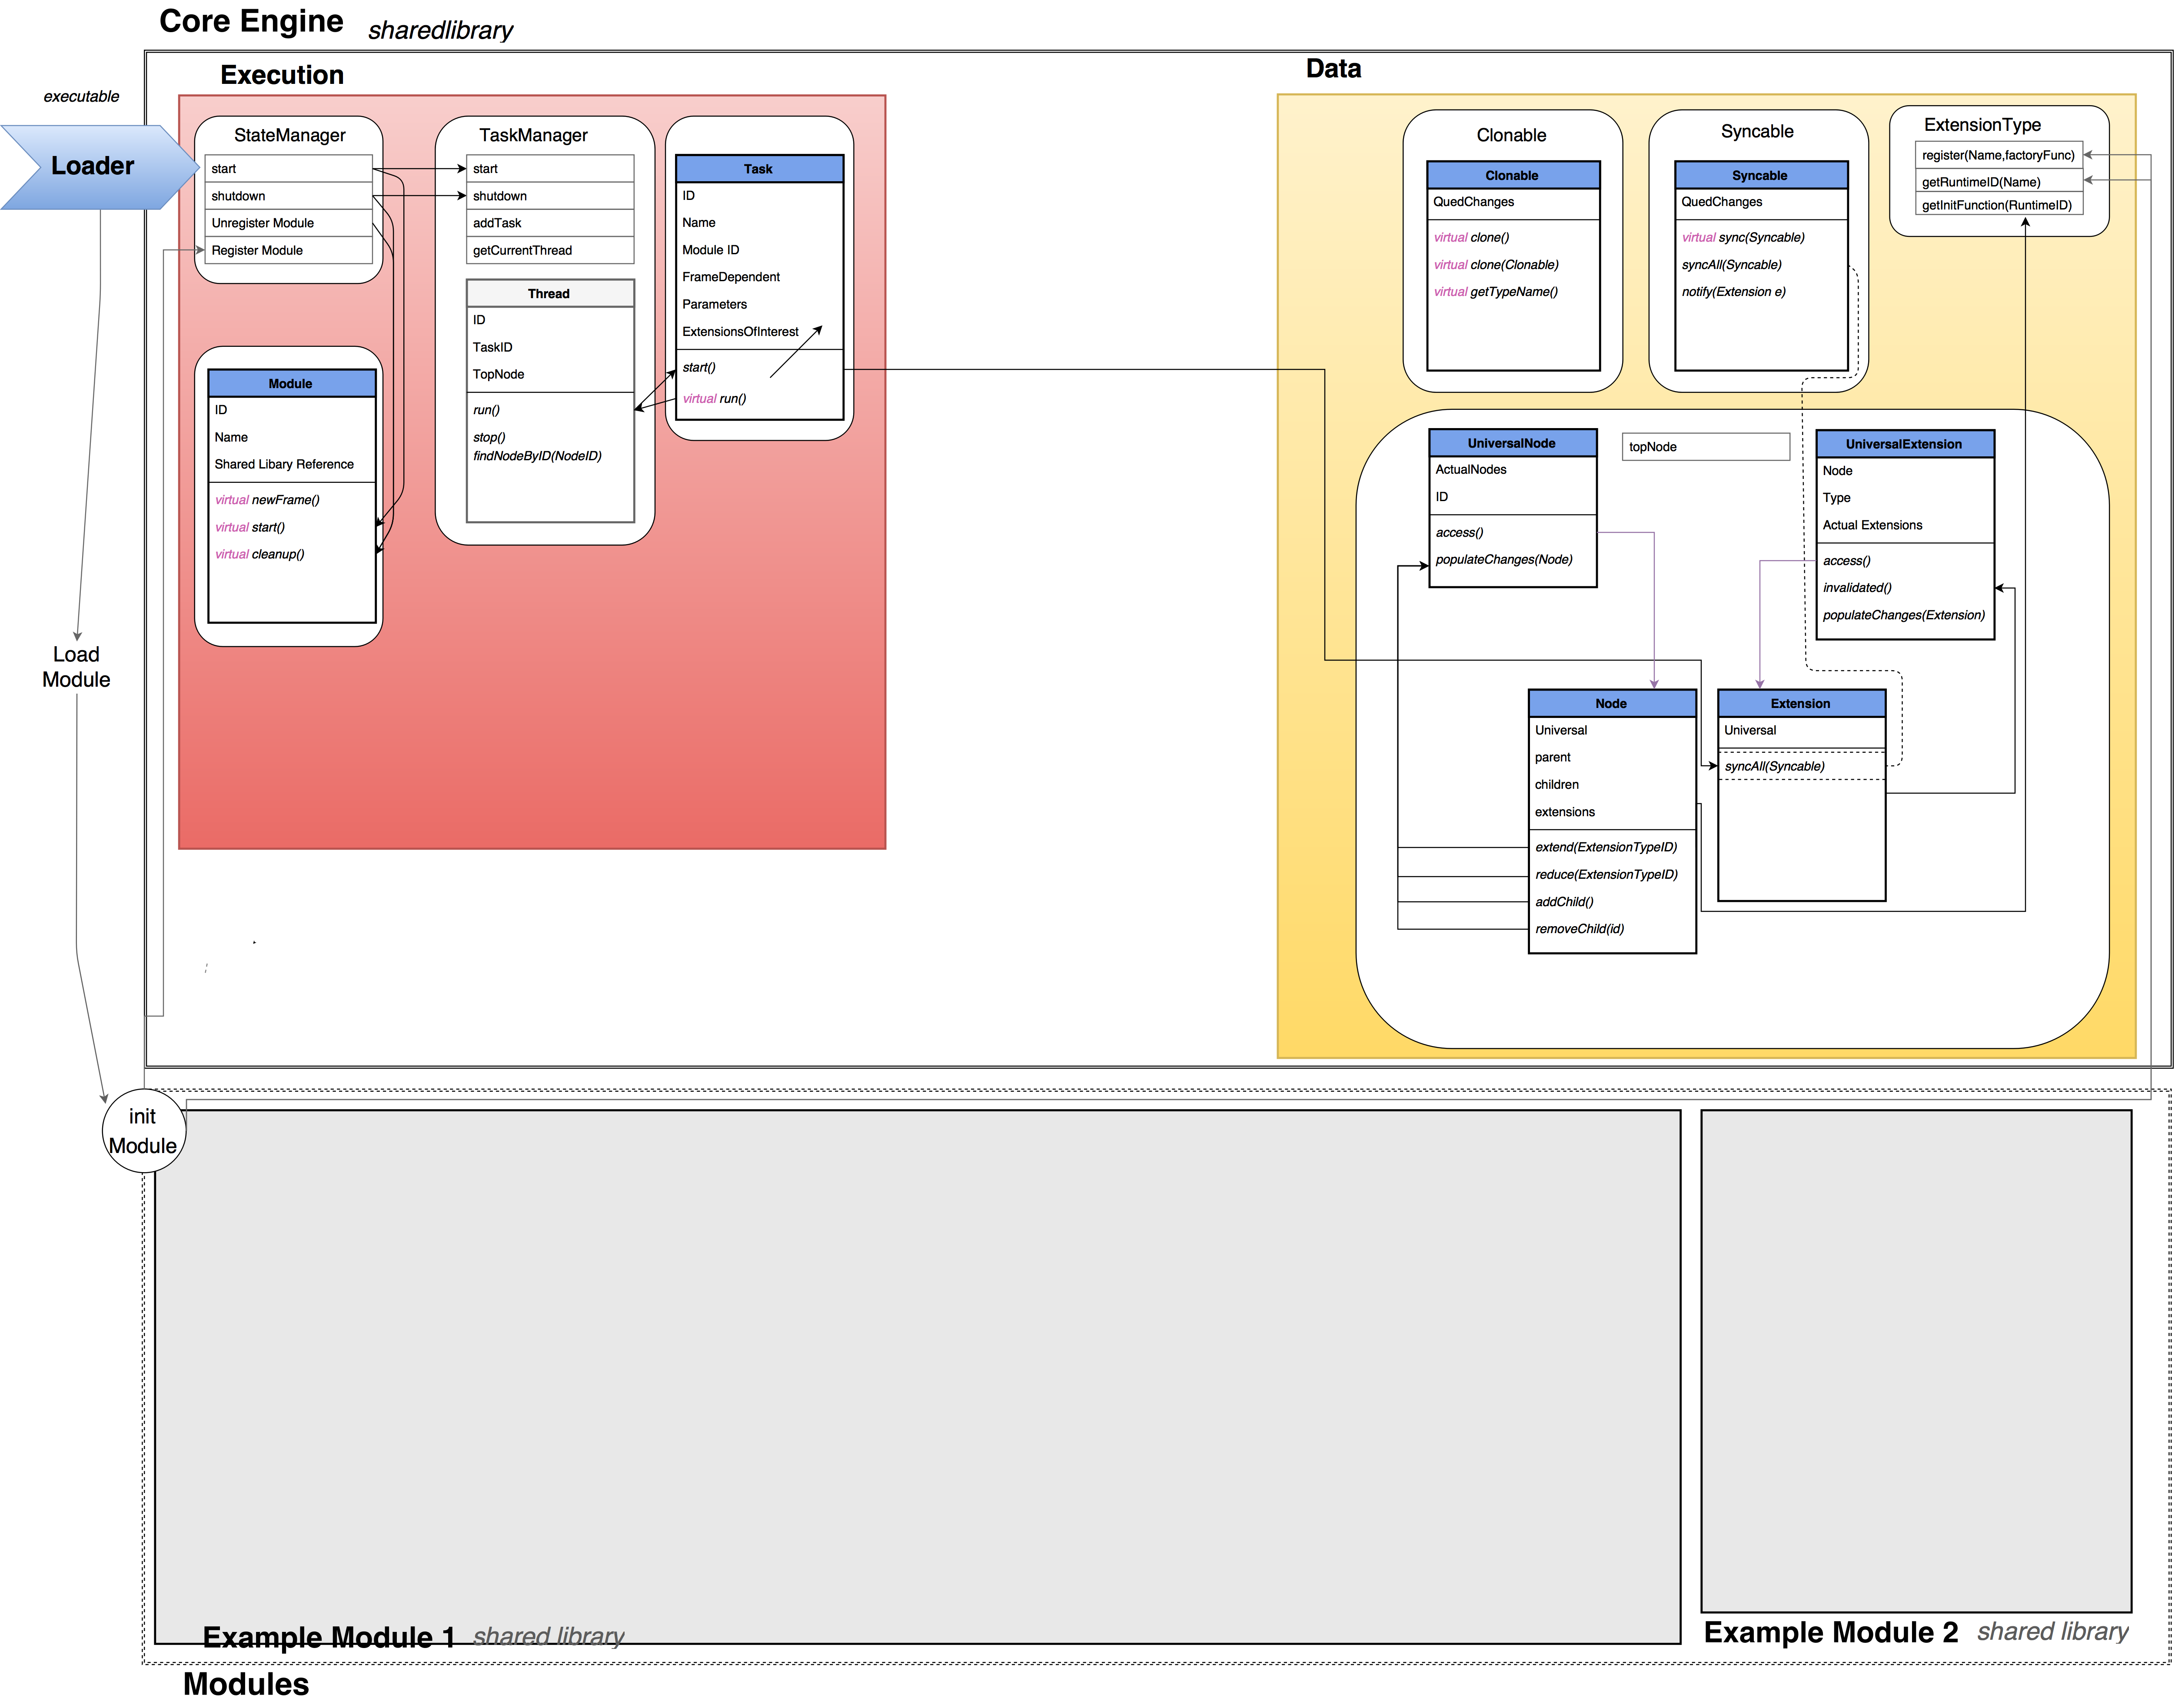 Core Engine sharedlibrary
executable
Loader
Load
Module
init
Module
Execution
StateManager
start
shutdown
Unregister Module
Register Module
Module
ID
Name
Shared Libary Reference
virtual newFrame()
virtual start()
virtual cleanup()
TaskManager
start
shutdown
addTask
getCurrentThread
Thread
ID
TaskID
TopNode
run()
stop()
findNodeByID(NodeID)
Task
ID
Name
Module ID
FrameDependent
Parameters
ExtensionsOfInterest
start()
virtual run()
Data
Clonable
Clonable
QuedChanges
virtual clone()
virtual clone(Clonable)
virtual getTypeName()
Syncable
Syncable
QuedChanges
virtual sync(Syncable)
syncAll(Syncable)
notify(Extension e)
ExtensionType
register(Name,factoryFunc)
getRuntimeID(Name)
getInitFunction(RuntimeID)
UniversalNode
ActualNodes
ID
access()
populateChanges(Node)
topNode
UniversalExtension
Node
Type
Actual Extensions
access()
invalidated()
populateChanges(Extension)
Node
Universal
parent
children
extensions
extend(ExtensionTypeID)
reduce(ExtensionTypeID)
addChild()
removeChild(id)
Extension
Universal
syncAll(Syncable)
Example Module 1 shared library
Example Module 2 shared library
Modules